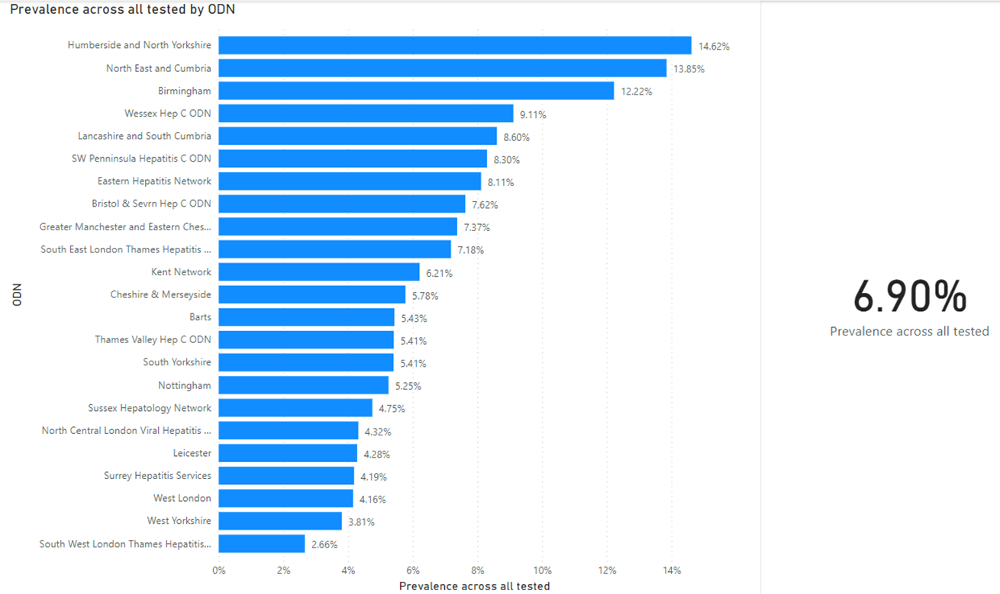 Prevalence across all tested by ODN
Humberside and North Yorkshire 14.62%
North East and Cumbria 13.85%
Birmingham 12.22%
Wessex Hep C ODN 9.11%
Lancashire and South Cumbria 8.60%
SW Penninsula Hepatitis C ODN 8.30%
Eastern Hepatitis Network 8.11%
Bristol & Sevrn Hep C ODN 7.62%
Greater Manchester and Eastern Ches... 7.37%
South East London Thames Hepatitis ... 7.18%
Kent Network 6.21%
Cheshire & Merseyside 5.78%
Barts 5.43%
Thames Valley Hep C ODN 5.41%
South Yorkshire 5.41%
Nottingham 5.25%
Sussex Hepatology Network 4.75%
North Central London Viral Hepatitis ... 4.32%
Leicester 4.28%
Surrey Hepatitis Services 4.19%
West London 4.16%
West Yorkshire 3.81%
South West London Thames Hepatitis... 2.66%
ODN
0% 2% 4% 6% 8% 10% 12% 14%
Prevalence across all tested
6.90%
Prevalence across all tested